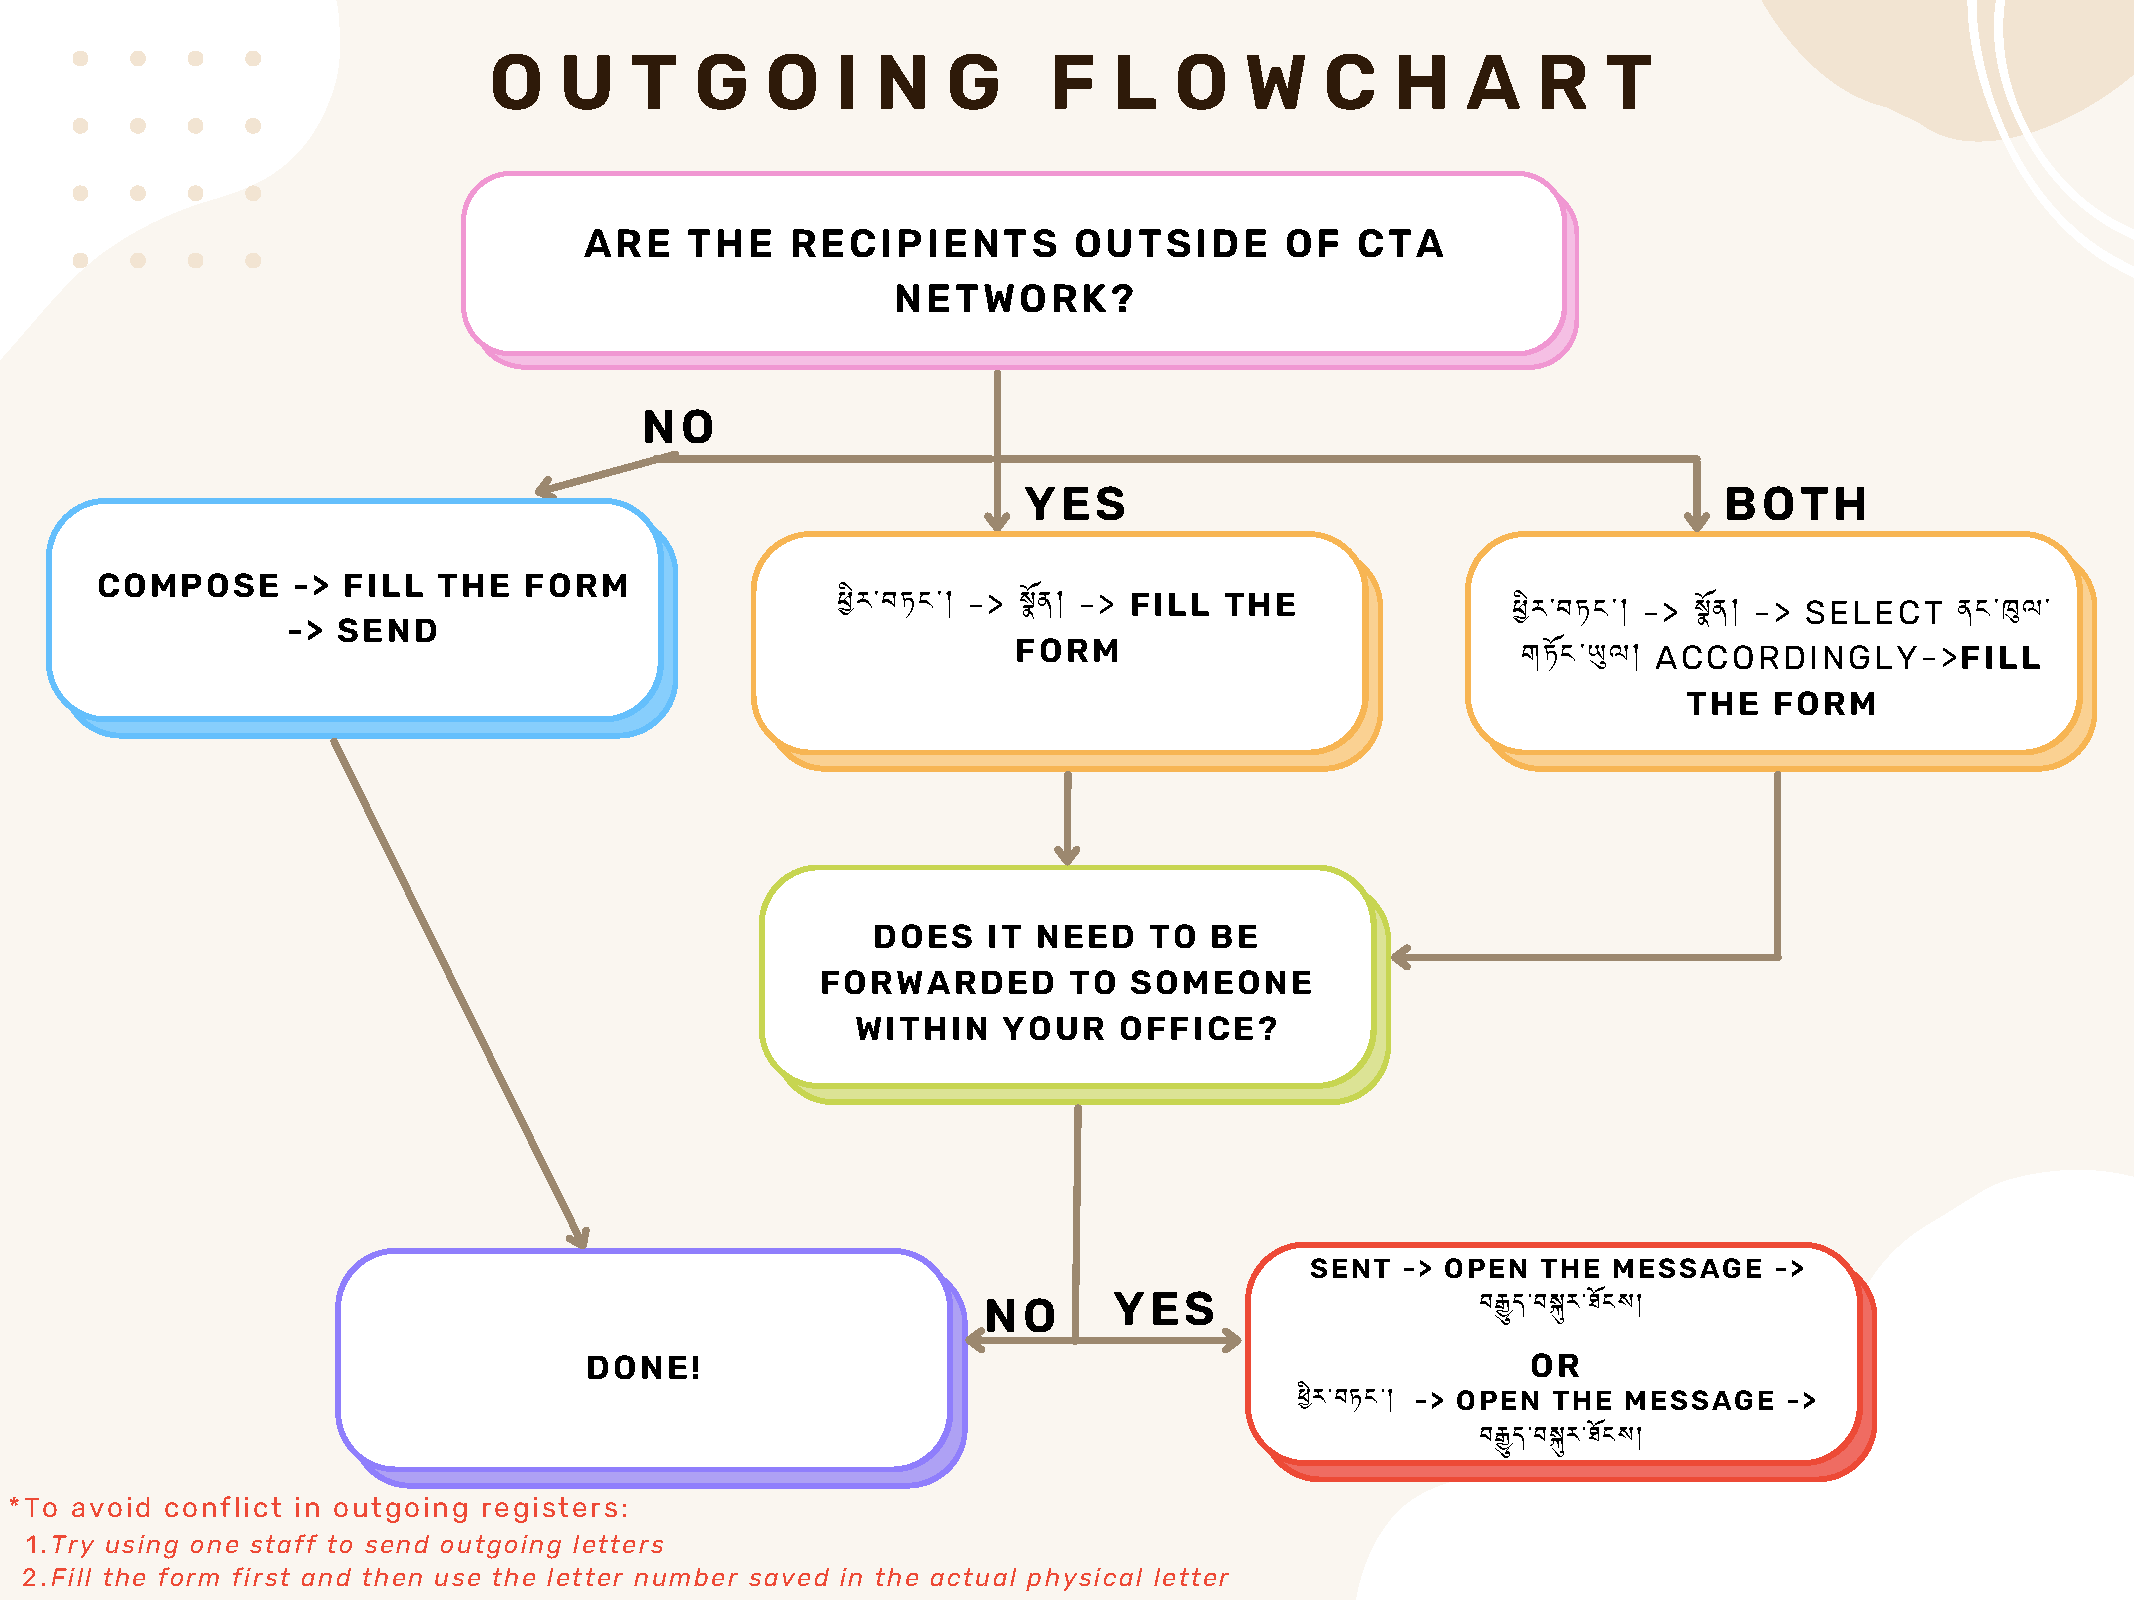 OUTGOING FLOWCHART
ARE THE RECIPIENTS OUTSIDE OF CTA
NETWORK?
NO
YES
BOTH
COMPOSE -> FILL THE FORM
-> SEND
ཕྱིར་བཏང་། -> སྣོན། -> FILL THE
FORM
ཕྱིར་བཏང་། -> སྣོན། -> SELECT ནང་ཁུལ་
གཏོང་ཡུལ། ACCORDINGLY->FILL
THE FORM
DOES IT NEED TO BE
FORWARDED TO SOMEONE
WITHIN YOUR OFFICE?
NO
YES
DONE!
SENT -> OPEN THE MESSAGE ->
བརྒྱུད་བསྐུར་ཐོངས།
OR
ཕྱིར་བཏང་། -> OPEN THE MESSAGE ->
བརྒྱུད་བསྐུར་ཐོངས།
*To avoid conflict in outgoing registers:
1.Try using one staff to send outgoing letters
2.Fill the form first and then use the letter number saved in the actual physical letter